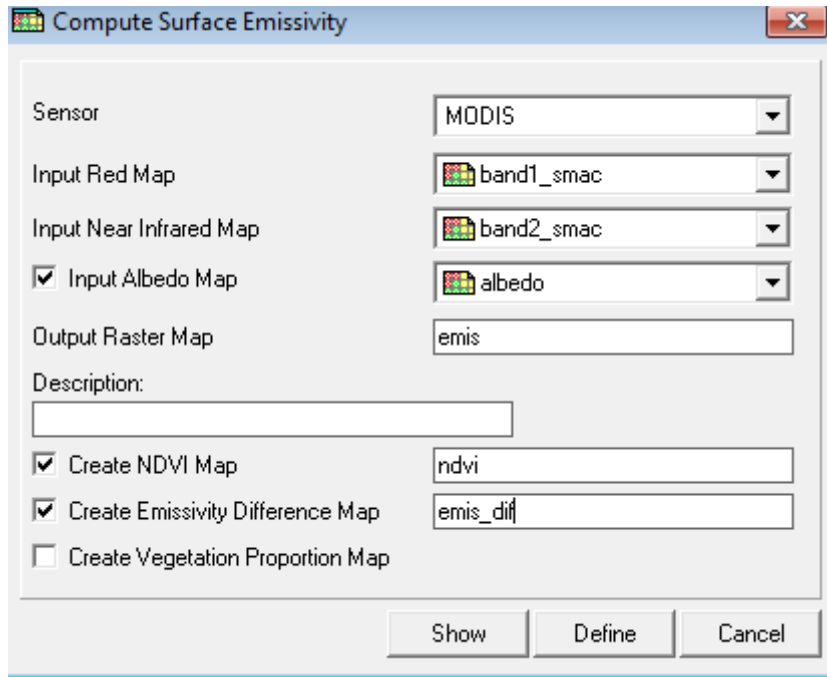 Compute Surface Emissivity
Sensor MODIS
Input Red Map band1_smac
Input Near Infrared Map band2_smac
Input Albedo Map albedo
Output Raster Map emis
Description:
Create NDVI Map ndvi
Create Emissivity Difference Map emis_dif
Create Vegetation Proportion Map
Show Define Cancel